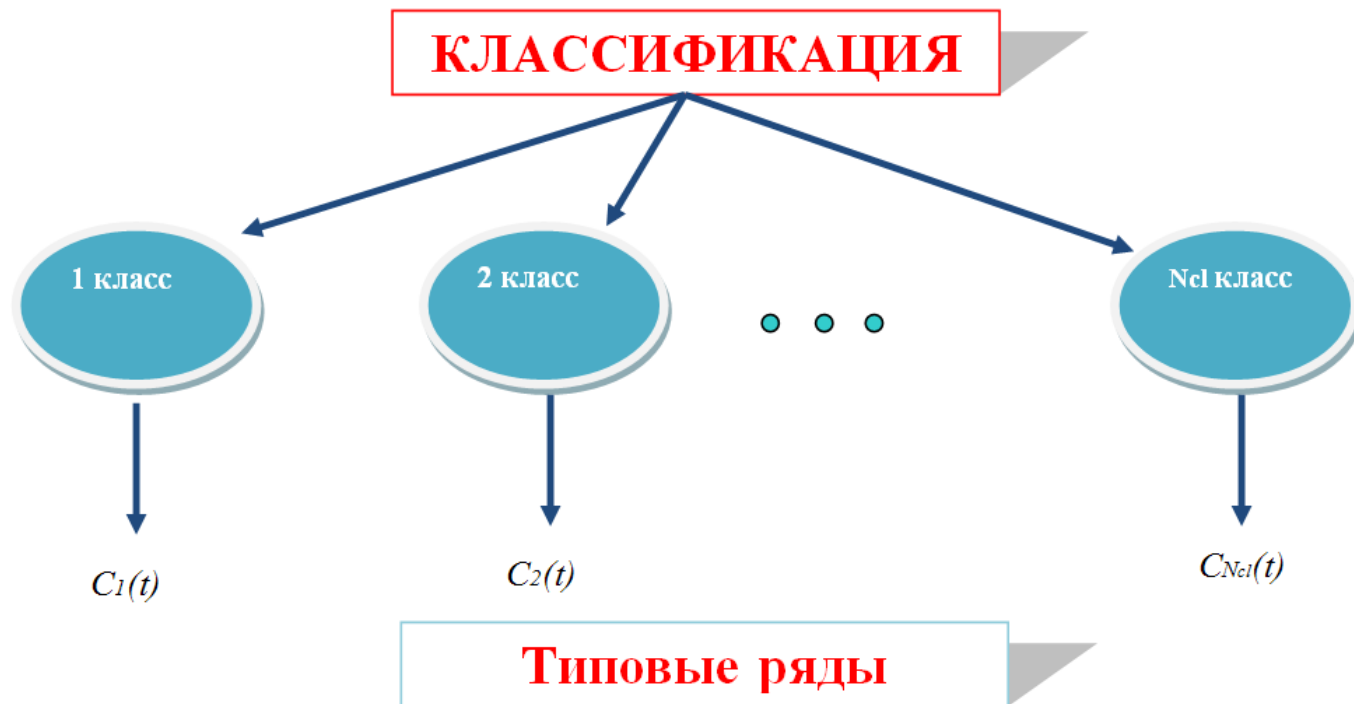 КЛАССИФИКАЦИЯ
1 класс
2 класс
Ncl класс
C1(t)
C2(t)
CNcl(t)
Типовые ряды